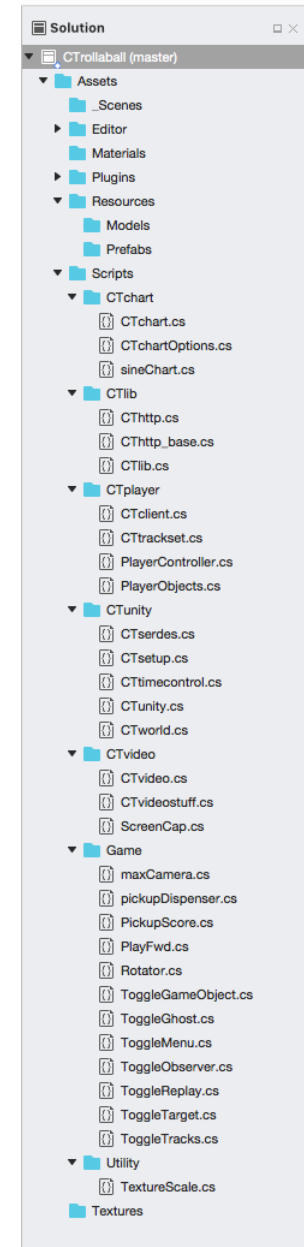 Solution
CTrollaball (master)
Assets
_Scenes
Editor
Materials
Plugins
Resources
Models
Prefabs
Scripts
CTchart
CTchart.cs
CTchartOptions.cs
sineChart.cs
CTlib
CThttp.cs
CThttp_base.cs
CTlib.cs
CTplayer
CTclient.cs
CTtrackset.cs
PlayerController.cs
PlayerObjects.cs
CTunity
CTserdes.cs
CTsetup.cs
CTtimecontrol.cs
CTunity.cs
CTworld.cs
CTvideo
CTvideo.cs
CTvideostuff.cs
ScreenCap.cs
Game
maxCamera.cs
pickupDispenser.cs
PickupScore.cs
PlayFwd.cs
Rotator.cs
ToggleGameObject.cs
ToggleGhost.cs
ToggleMenu.cs
ToggleObserver.cs
ToggleReplay.cs
ToggleTarget.cs
ToggleTracks.cs
Utility
TextureScale.cs
Textures